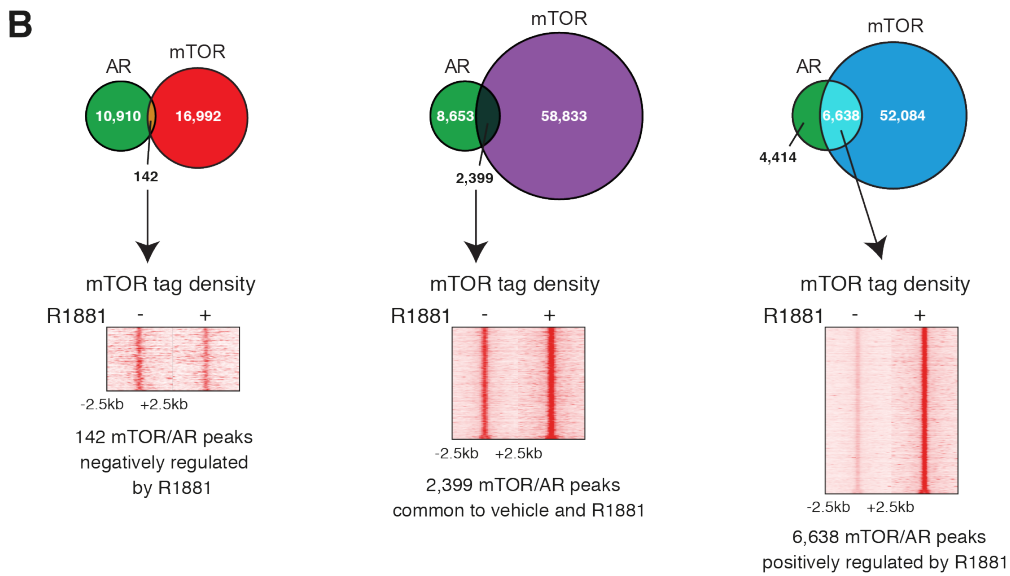 B
AR
mTOR
10,910
16,992
142
mTOR tag density
R1881 - +
-2.5kb +2.5kb
142 mTOR/AR peaks
negatively regulated
by R1881
mTOR
AR
8,653
58,833
2,399
mTOR tag density
R1881 - +
-2.5kb +2.5kb
2,399 mTOR/AR peaks
common to vehicle and R1881
mTOR
AR
6,638
52,084
4,414
mTOR tag density
R1881 - +
-2.5kb +2.5kb
6,638 mTOR/AR peaks
positively regulated by R1881